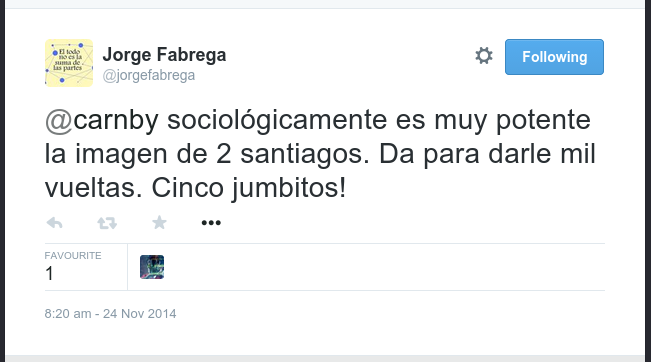 El todo
no es la
suma de
las partes
Jorge Fabrega
@jorgefabrega
Following
@carnby sociológicamente es muy potente
la imagen de 2 santiagos. Da para darle mil
vueltas. Cinco jumbitos!
FAVOURITE
1
8:20 am - 24 Nov 2014